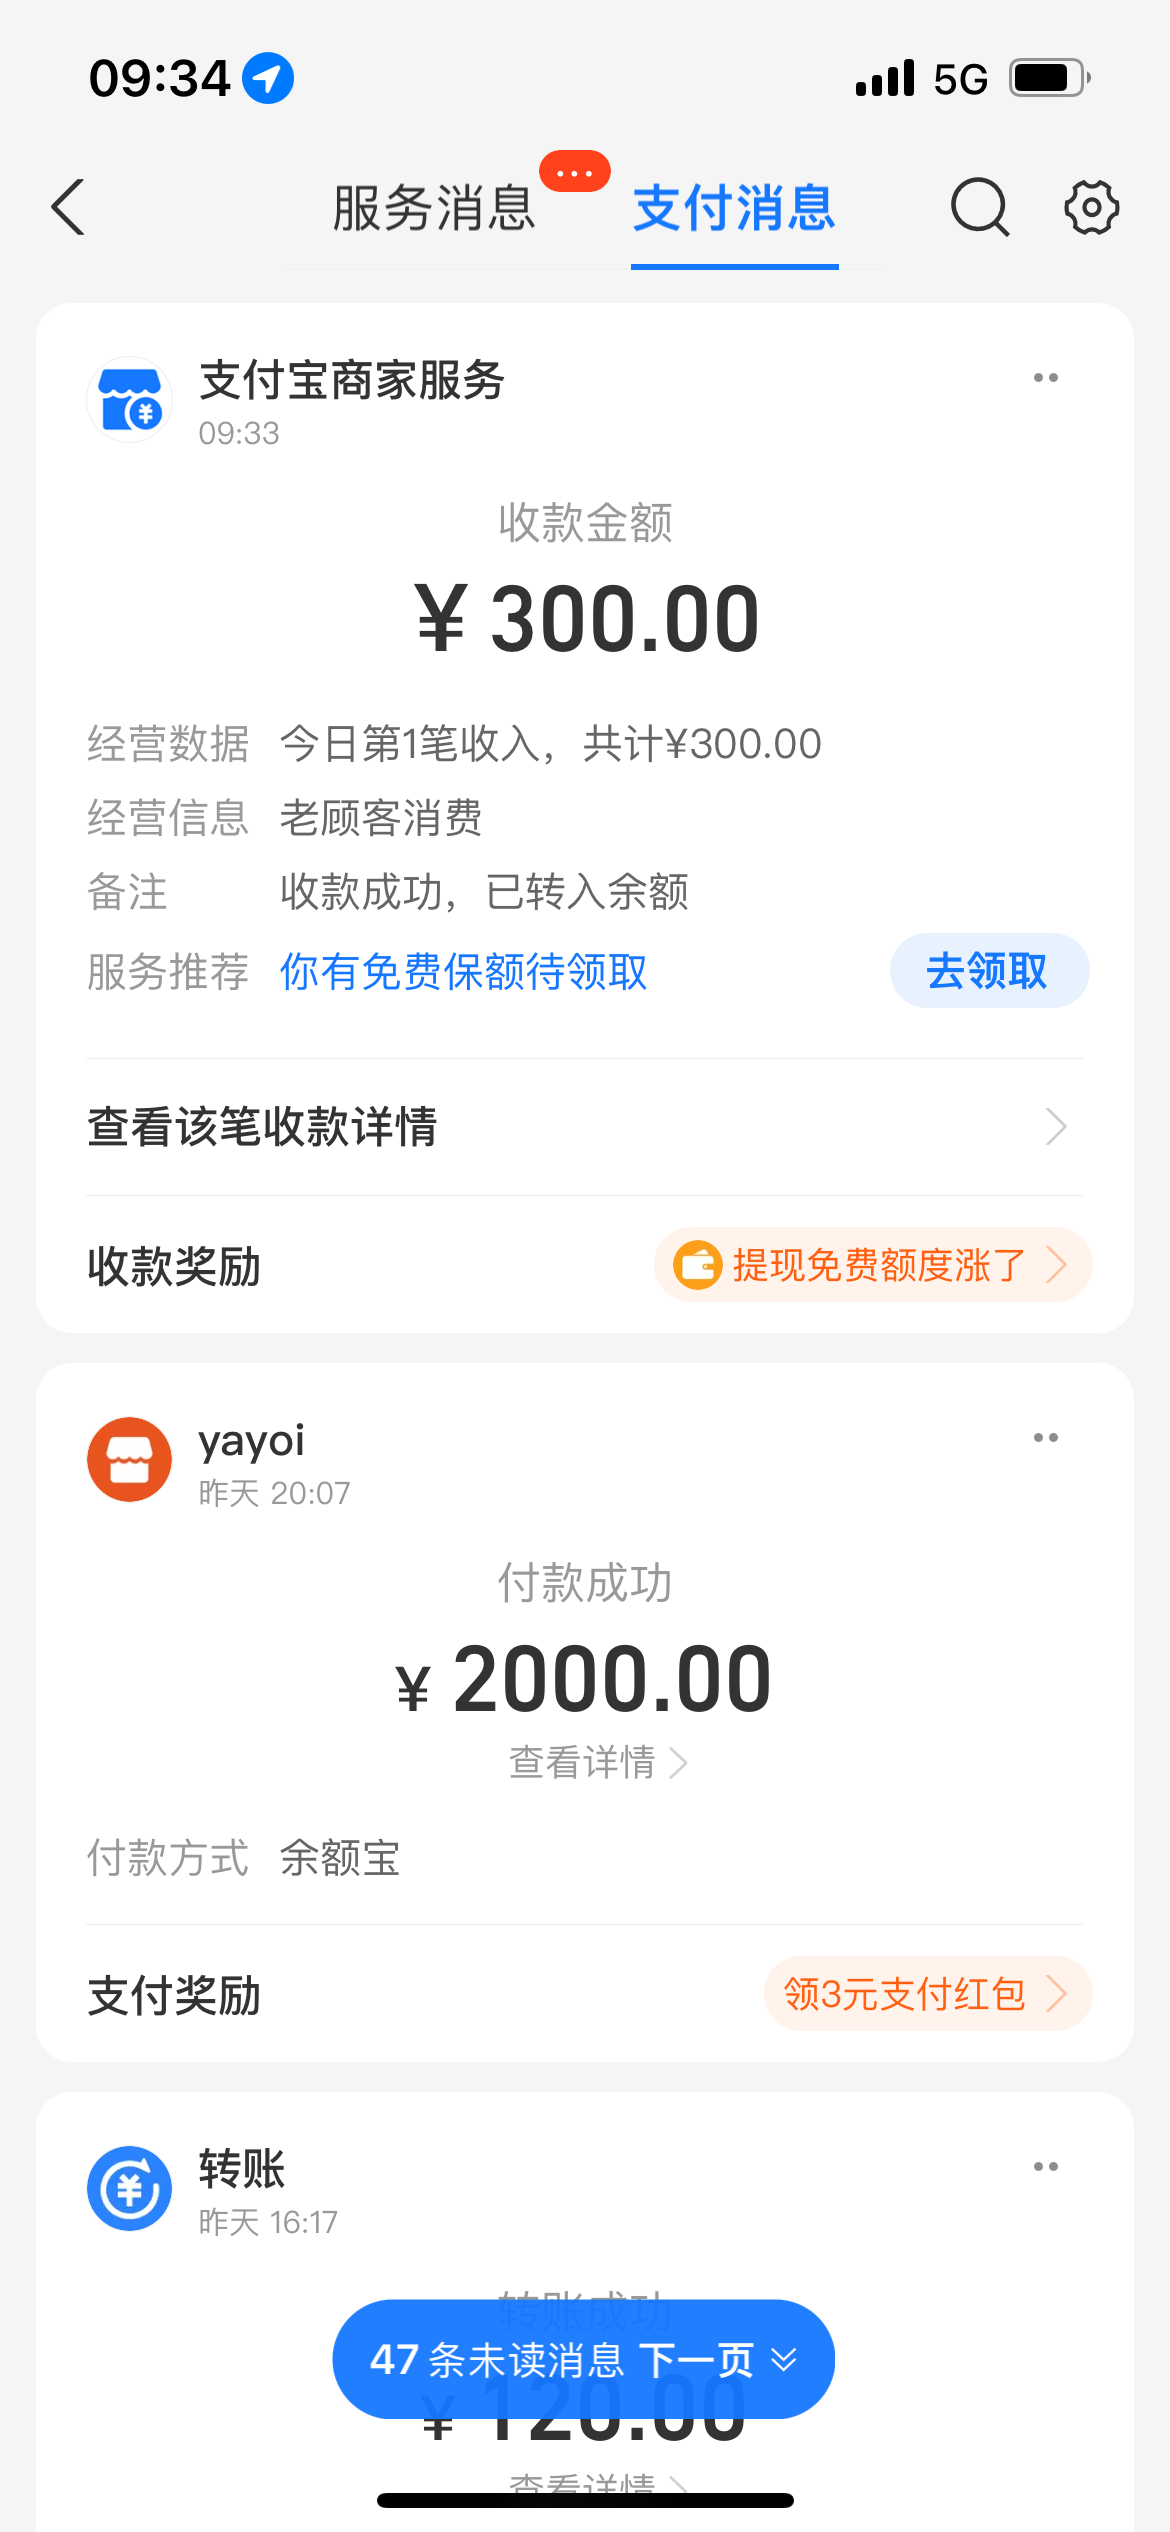 09:34
5G
服务消息
支付消息
支付宝商家服务
09:33
收款金额
¥ 300.00
经营数据 今日第1笔收入，共计¥300.00
经营信息 老顾客消费
备注 收款成功，已转入余额
服务推荐 你有免费保额待领取
去领取
查看该笔收款详情
收款奖励
提现免费额度涨了
yayoi
昨天 20:07
付款成功
¥ 2000.00
查看详情
付款方式 余额宝
支付奖励
领3元支付红包
转账
昨天 16:17
转账成功
47 条未读消息 下一页
¥ 120.00
查看详情